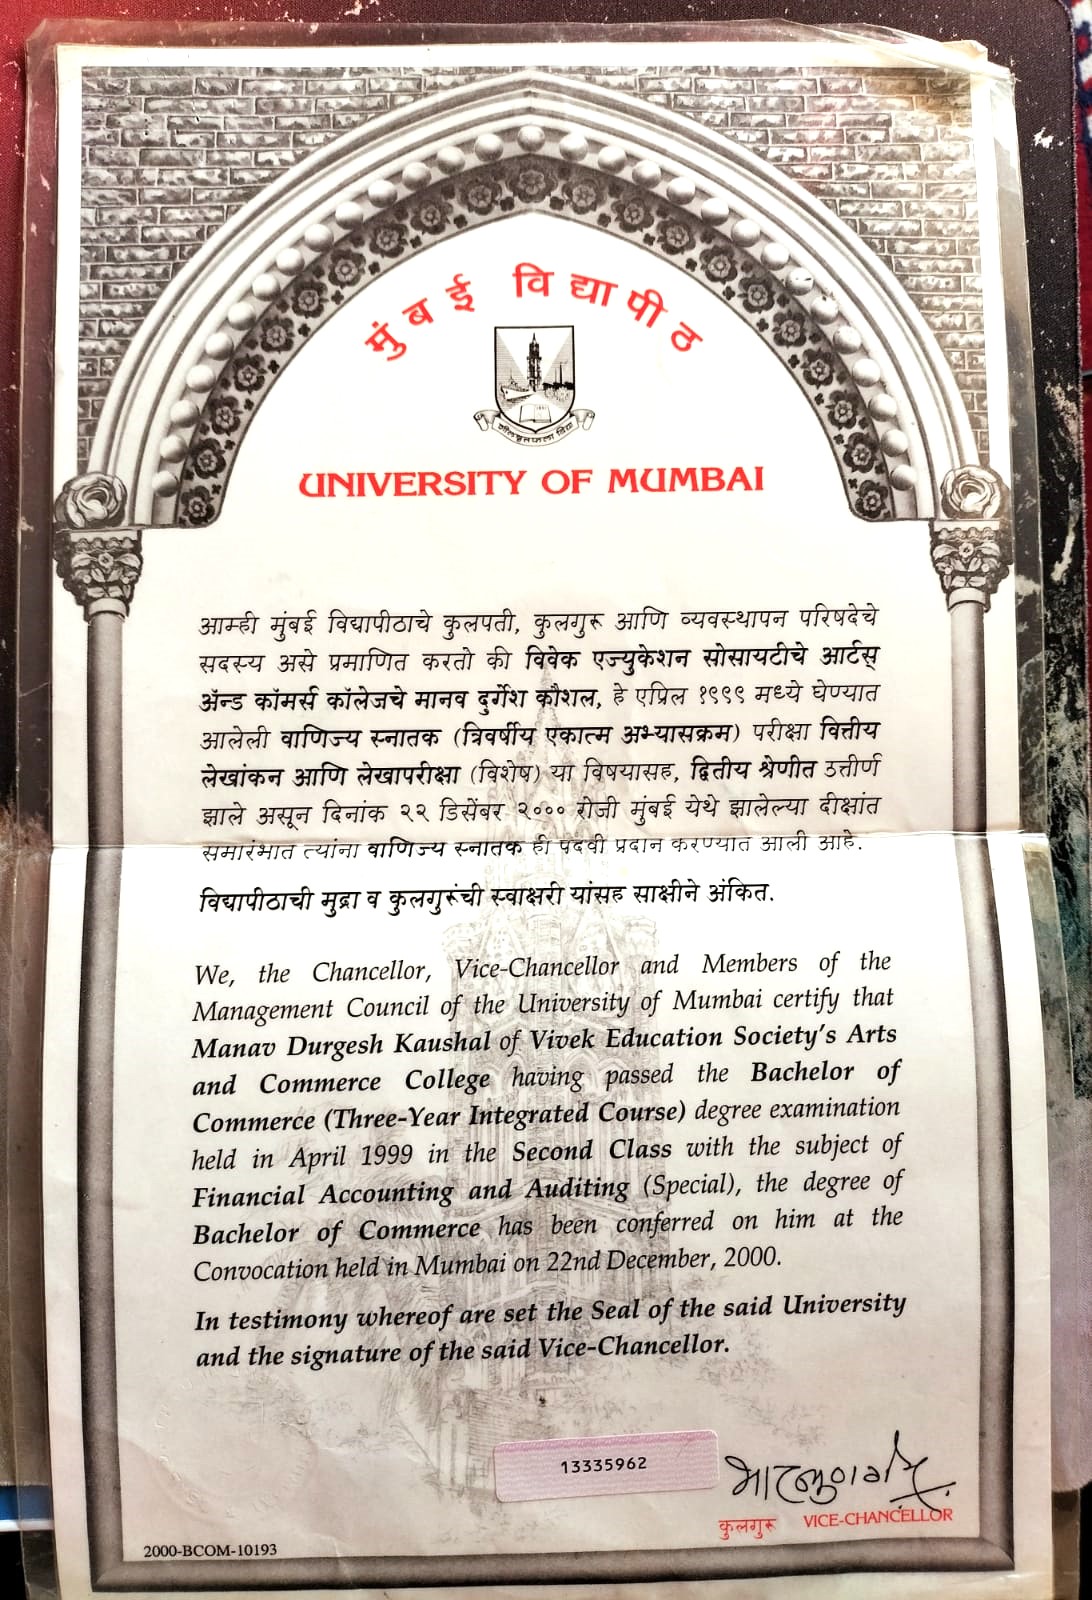 मुंबई विद्यापीठ
शीलवृत्तफला विद्या
UNIVERSITY OF MUMBAI
आम्ही मुंबई विद्यापीठाचे कुलपती, कुलगुरू आणि व्यवस्थापन परिषदेचे
सदस्य असे प्रमाणित करतो की विवेक एज्युकेशन सोसायटीचे आर्टस्
ॲन्ड कॉमर्स कॉलेजचे मानव दुर्गेश कौशल, हे एप्रिल १९९९ मध्ये घेण्यात
आलेली वाणिज्य स्नातक (त्रिवर्षीय एकात्म अभ्यासक्रम) परीक्षा वित्तीय
लेखांकन आणि लेखापरीक्षा (विशेष) या विषयासह, द्वितीय श्रेणीत उत्तीर्ण
झाले असून दिनांक २२ डिसेंबर २००० रोजी मुंबई येथे झालेल्या दीक्षांत
समारंभात त्यांना वाणिज्य स्नातक ही पदवी प्रदान करण्यात आली आहे.
विद्यापीठाची मुद्रा व कुलगुरूंची स्वाक्षरी यांसह साक्षीने अंकित.
We, the Chancellor, Vice-Chancellor and Members of the
Management Council of the University of Mumbai certify that
Manav Durgesh Kaushal of Vivek Education Society's Arts
and Commerce College having passed the Bachelor of
Commerce (Three-Year Integrated Course) degree examination
held in April 1999 in the Second Class with the subject of
Financial Accounting and Auditing (Special), the degree of
Bachelor of Commerce has been conferred on him at the
Convocation held in Mumbai on 22nd December, 2000.
In testimony whereof are set the Seal of the said University
and the signature of the said Vice-Chancellor.
13335962
कुलगुरू VICE-CHANCELLOR
2000-BCOM-10193